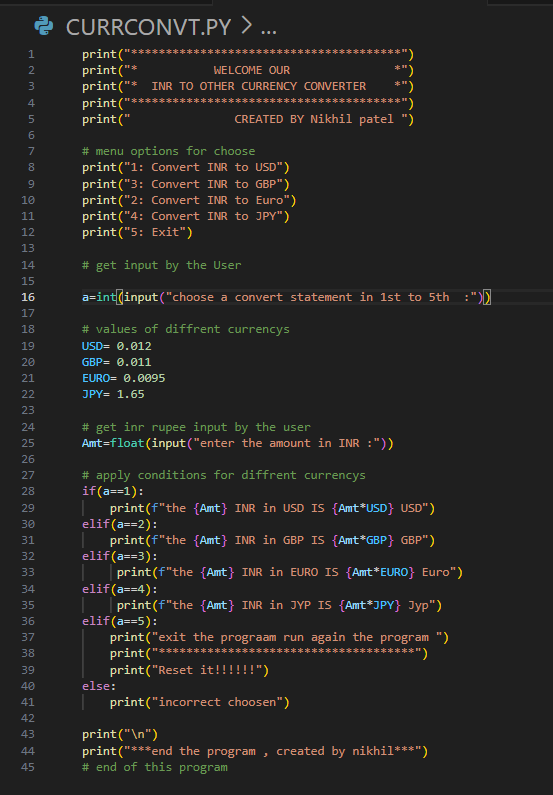 CURRCONVT.PY > ...
1 print("***************************************")
2 print("*           WELCOME OUR               *")
3 print("*  INR TO OTHER CURRENCY CONVERTER    *")
4 print("***************************************")
5 print("               CREATED BY Nikhil patel ")
6
7 # menu options for choose
8 print("1: Convert INR to USD")
9 print("3: Convert INR to GBP")
10 print("2: Convert INR to Euro")
11 print("4: Convert INR to JPY")
12 print("5: Exit")
13
14 # get input by the User
15
16 a=int(input("choose a convert statement in 1st to 5th  :"))
17
18 # values of diffrent currencys
19 USD= 0.012
20 GBP= 0.011
21 EURO= 0.0095
22 JPY= 1.65
23
24 # get inr rupee input by the user
25 Amt=float(input("enter the amount in INR :"))
26
27 # apply conditions for diffrent currencys
28 if(a==1):
29     print(f"the {Amt} INR in USD IS {Amt*USD} USD")
30 elif(a==2):
31     print(f"the {Amt} INR in GBP IS {Amt*GBP} GBP")
32 elif(a==3):
33      print(f"the {Amt} INR in EURO IS {Amt*EURO} Euro")
34 elif(a==4):
35      print(f"the {Amt} INR in JYP IS {Amt*JPY} Jyp")
36 elif(a==5):
37     print("exit the prograam run again the program ")
38     print("*************************************")
39     print("Reset it!!!!!!")
40 else:
41     print("incorrect choosen")
42
43 print("\n")
44 print("***end the program , created by nikhil***")
45 # end of this program